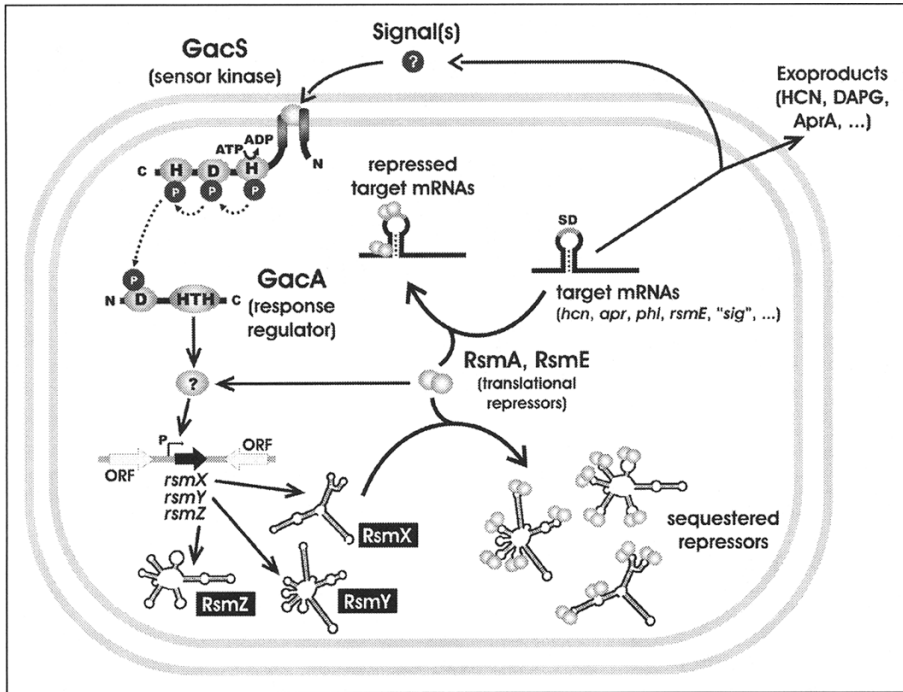 Signal(s)
?
GacS
(sensor kinase)
Exoproducts
(HCN, DAPG,
AprA, ...)
ATP
ADP
C
H
D
H
N
P
P
P
repressed
target mRNAs
SD
P
N
D
HTH
C
GacA
(response
regulator)
target mRNAs
(hcn, apr, phl, rsmE, "sig", ...)
RsmA, RsmE
(translational
repressors)
?
P
ORF
ORF
rsmX
rsmY
rsmZ
RsmX
RsmY
RsmZ
sequestered
repressors